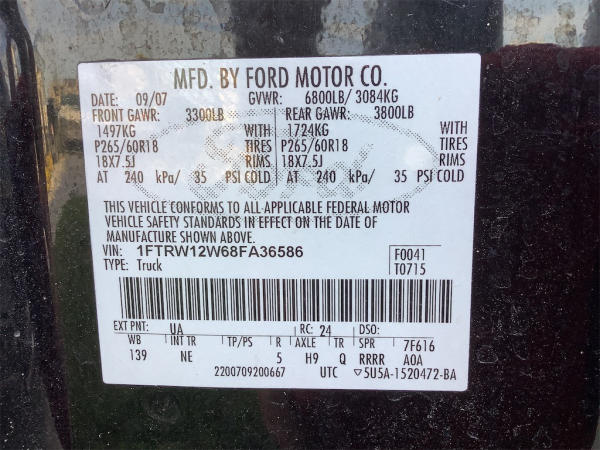 MFD. BY FORD MOTOR CO.
DATE: 09/07 GVWR: 6800LB/ 3084KG
FRONT GAWR: 3300LB REAR GAWR: 3800LB
1497KG WITH 1724KG WITH
P265/60R18 TIRES P265/60R18 TIRES
18X7.5J RIMS 18X7.5J RIMS
AT 240 kPa/ 35 PSI COLD AT 240 kPa/ 35 PSI COLD
THIS VEHICLE CONFORMS TO ALL APPLICABLE FEDERAL MOTOR
VEHICLE SAFETY STANDARDS IN EFFECT ON THE DATE OF
MANUFACTURE SHOWN ABOVE.
VIN: 1FTRW12W68FA36586 F0041
TYPE: Truck T0715
EXT PNT: UA RC: 24 DSO:
WB INT TR TP/PS R AXLE TR SPR 7F616
139 NE 5 H9 Q RRRR A0A
2200709200667 UTC ▽5U5A-1520472-BA